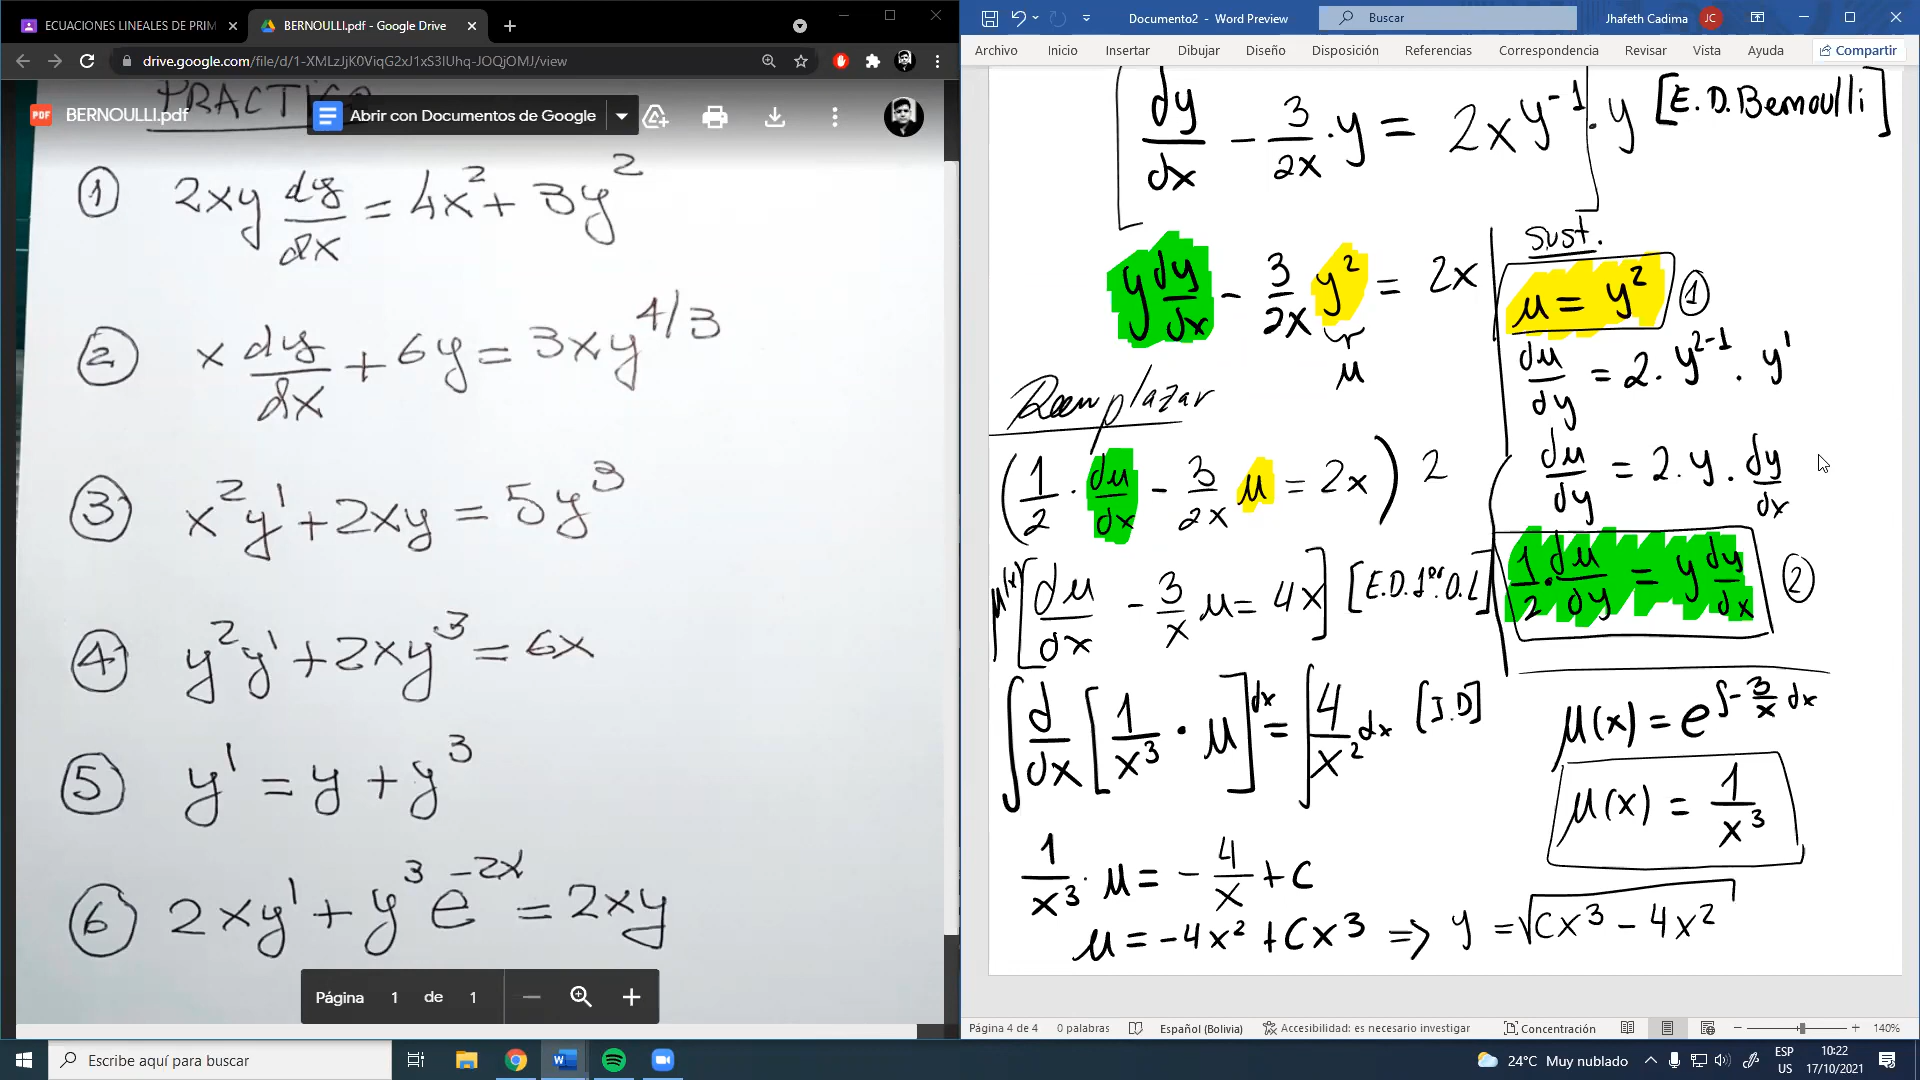 ECUACIONES LINEALES DE PRIM
BERNOULLI.pdf - Google Drive
drive.google.com/file/d/1-XMLzJjK0ViqG2xJ1xS3IUhq-JOQjOMJ/view
PRACTICO
BERNOULLI.pdf
Abrir con Documentos de Google
① 2xy dy/dx = 4x² + 3y²
② x dy/dx + 6y = 3xy^4/3
③ x²y' + 2xy = 5y³
④ y²y' + 2xy³ = 6x
⑤ y' = y + y³
⑥ 2xy' + y³e^-2x = 2xy
Página 1 de 1
Documento2 - Word Preview
Buscar
Jhafeth Cadima JC
Archivo Inicio Insertar Dibujar Diseño Disposición Referencias Correspondencia Revisar Vista Ayuda Compartir
dy/dx - 3/2x · y = 2xy^-1] · y [E.D.Bernoulli]
y dy/dx - 3/2x y² = 2x
μ
Reemplazar
(1/2 · du/dx - 3/2x μ = 2x) 2
μ(x)[du/dx - 3/x μ = 4x] [E.D.1er.O.L]
∫ d/dx [1/x³ · μ] dx = ∫ 4/x² dx [I.D]
1/x³ · μ = - 4/x + C
μ = -4x² + Cx³ => y = √Cx³ - 4x²
sust.
μ = y² ①
du/dy = 2 · y^2-1 · y'
du/dy = 2 · y · dy/dx
1/2 · du/dy = y dy/dx ②
μ(x) = e^∫-3/x dx
μ(x) = 1/x³
Página 4 de 4 0 palabras Español (Bolivia) Accesibilidad: es necesario investigar Concentración 140%
Escribe aquí para buscar
24°C Muy nublado
ESP
US
10:22
17/10/2021